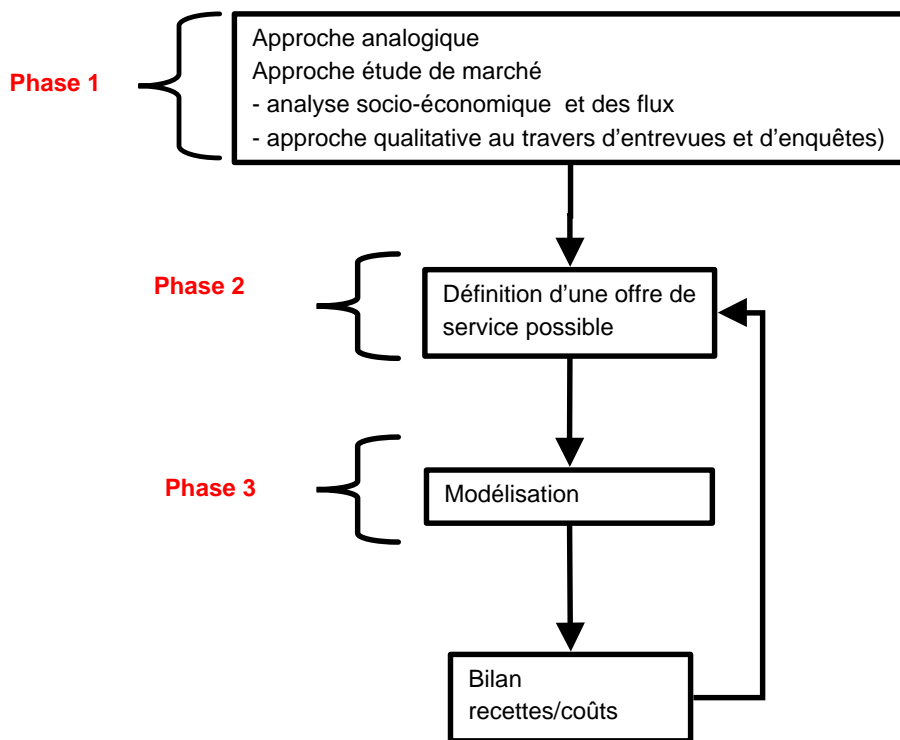 Phase 1
Approche analogique
Approche étude de marché
- analyse socio-économique  et des flux
- approche qualitative au travers d'entrevues et d'enquêtes)
Phase 2
Définition d'une offre de
service possible
Phase 3
Modélisation
Bilan
recettes/coûts